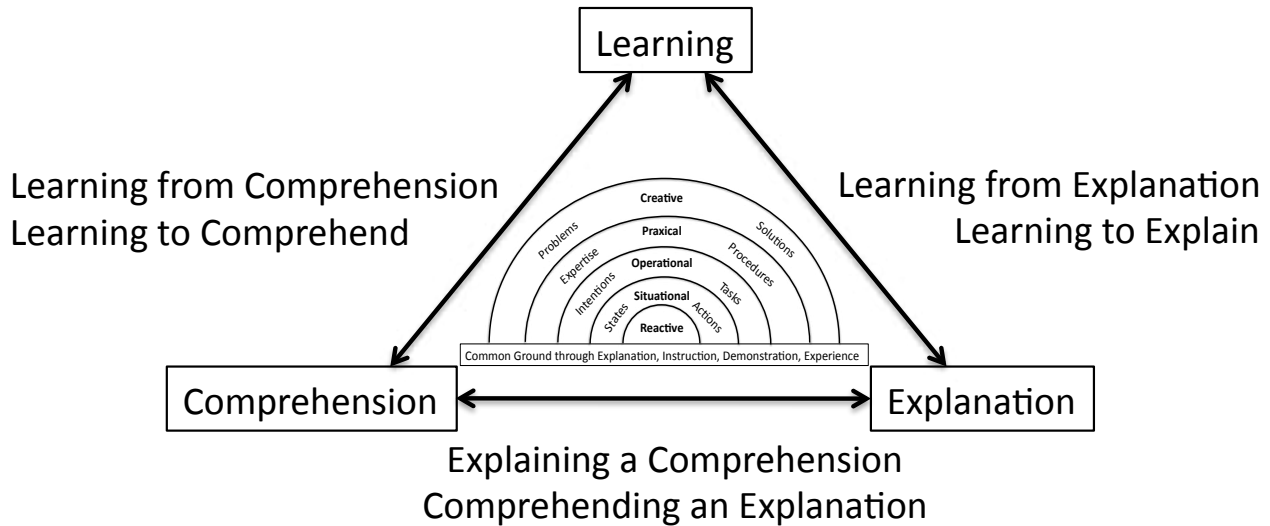 Learning
Learning from Comprehension
Learning to Comprehend
Learning from Explanation
Learning to Explain
Creative
Problems
Solutions
Praxical
Expertise
Procedures
Operational
Intentions
Tasks
Situational
States
Actions
Reactive
Common Ground through Explanation, Instruction, Demonstration, Experience
Comprehension
Explanation
Explaining a Comprehension
Comprehending an Explanation